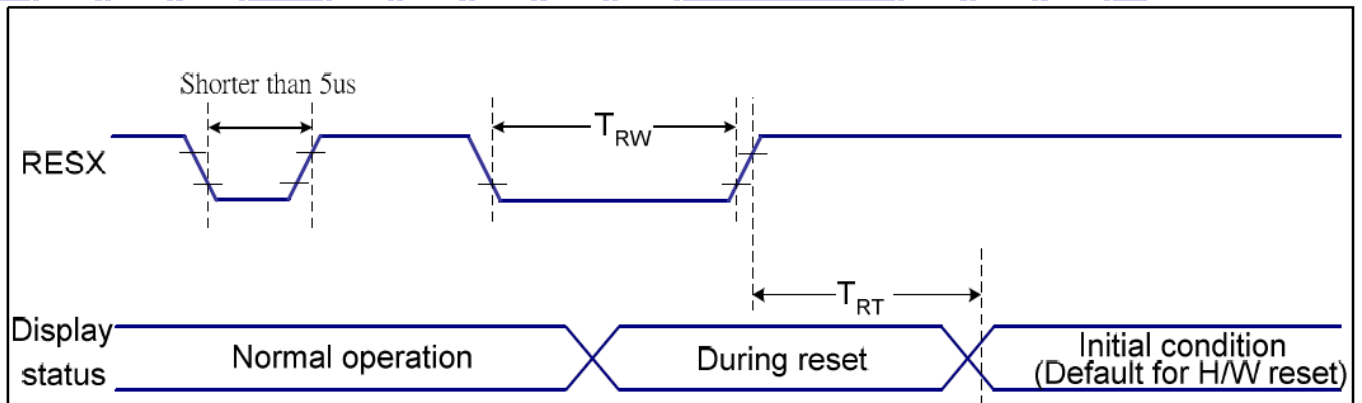 Shorter than 5us
T_RW
RESX
T_RT
Display
status
Normal operation
During reset
Initial condition
(Default for H/W reset)